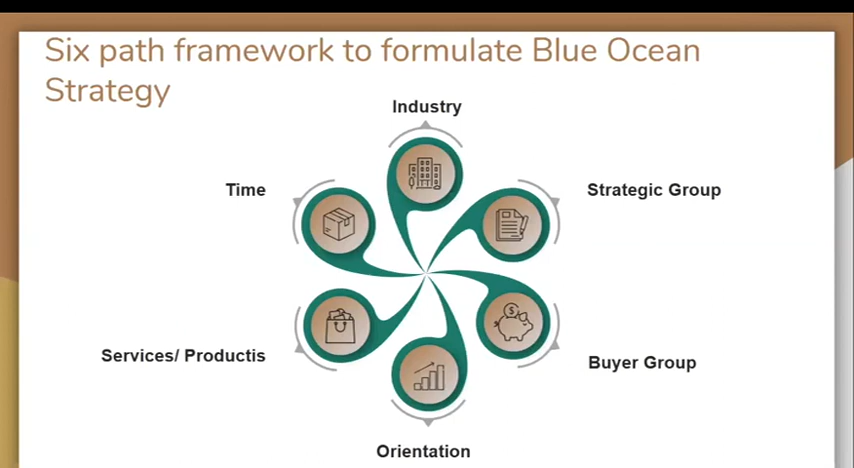 Six path framework to formulate Blue Ocean
Strategy
Industry
Time
Strategic Group
Services/ Productis
Buyer Group
Orientation